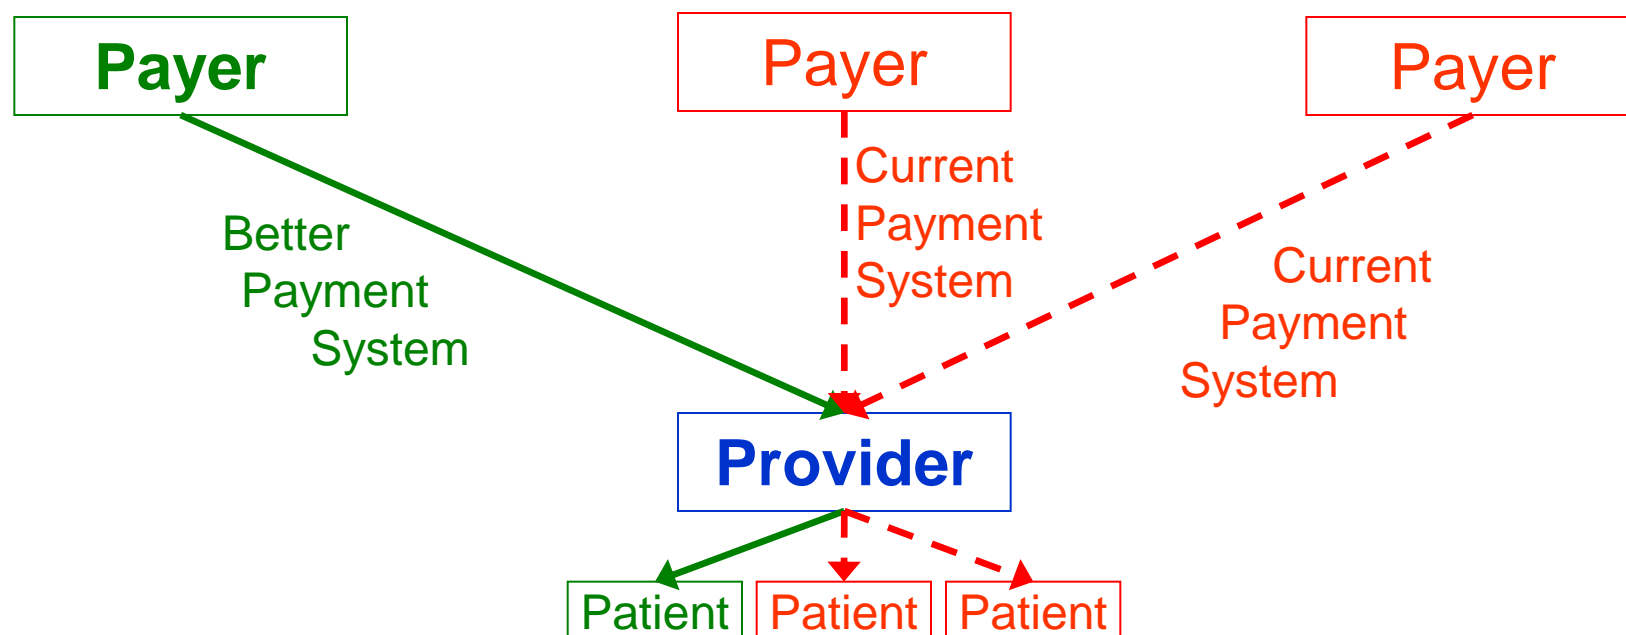 Payer
Payer
Payer
Better
Payment
System
Current
Payment
System
Current
Payment
System
Provider
Patient
Patient
Patient